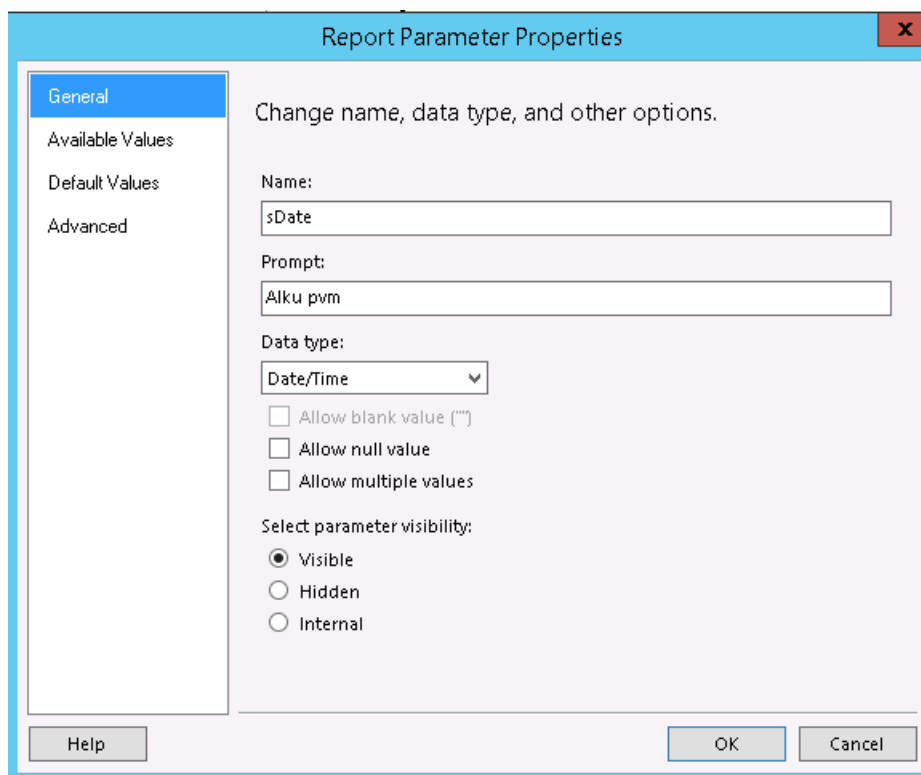 Report Parameter Properties
x
General
Available Values
Default Values
Advanced
Change name, data type, and other options.
Name:
sDate
Prompt:
Alku pvm
Data type:
Date/Time
Allow blank value ("")
Allow null value
Allow multiple values
Select parameter visibility:
Visible
Hidden
Internal
Help
OK
Cancel